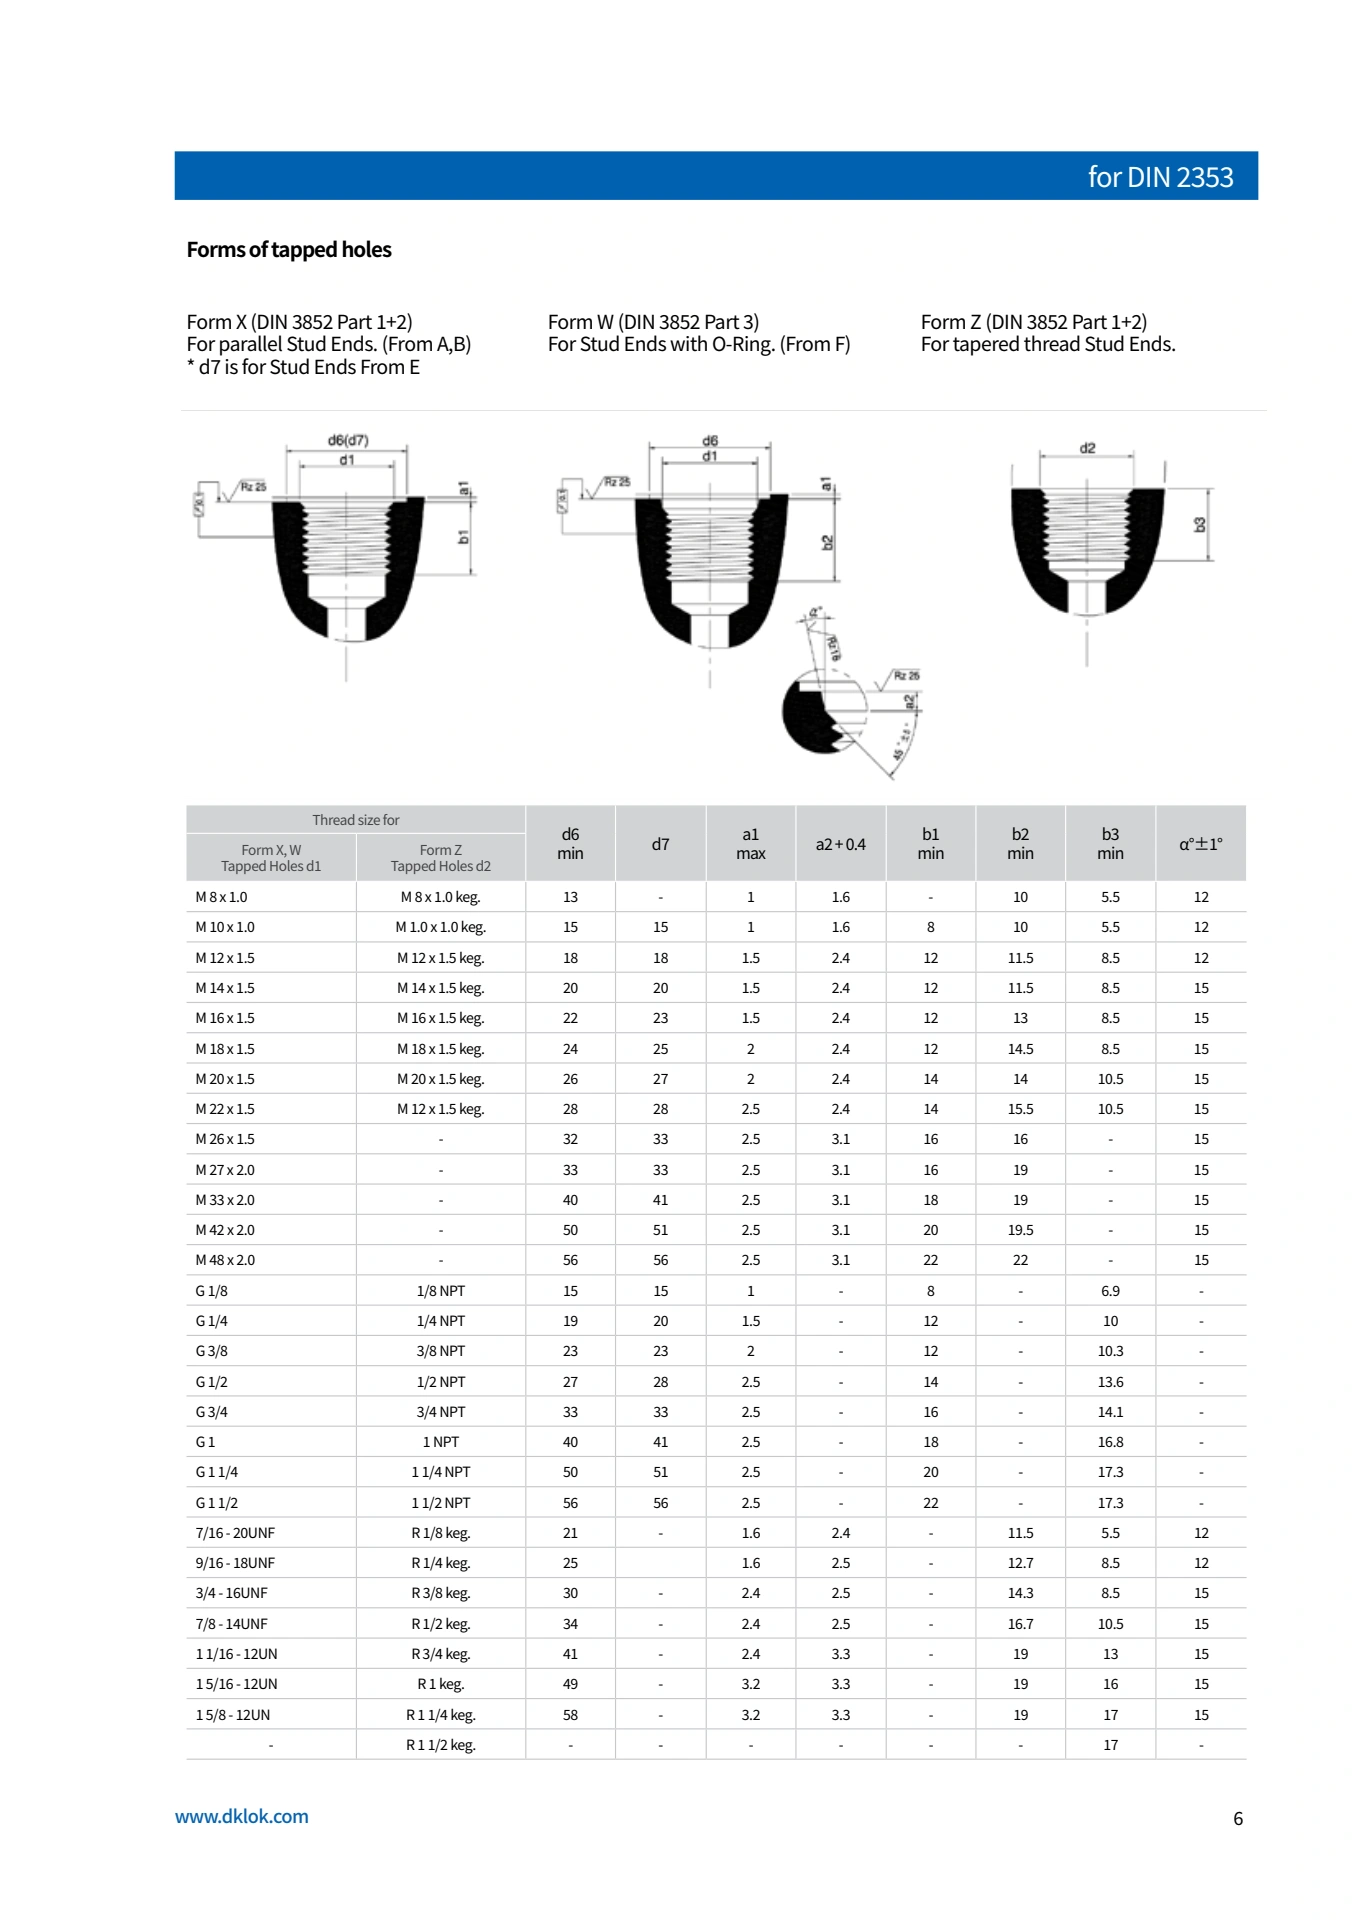 for DIN 2353
Forms of tapped holes
Form X (DIN 3852 Part 1+2)
For parallel Stud Ends. (From A,B)
* d7 is for Stud Ends From E
Form W (DIN 3852 Part 3)
For Stud Ends with O-Ring. (From F)
Form Z (DIN 3852 Part 1+2)
For tapered thread Stud Ends.
d6(d7)
d1
Rz 25
a1
b1
d6
d1
Rz 25
a1
b2
α°
Rz 25
a2
d2
b3
Thread size for
Form X, W
Tapped Holes d1
Form Z
Tapped Holes d2
d6
min
d7
a1
max
a2 + 0.4
b1
min
b2
min
b3
min
α°±1°
M 8 x 1.0 M 8 x 1.0 keg. 13 - 1 1.6 - 10 5.5 12
M 10 x 1.0 M 1.0 x 1.0 keg. 15 15 1 1.6 8 10 5.5 12
M 12 x 1.5 M 12 x 1.5 keg. 18 18 1.5 2.4 12 11.5 8.5 12
M 14 x 1.5 M 14 x 1.5 keg. 20 20 1.5 2.4 12 11.5 8.5 15
M 16 x 1.5 M 16 x 1.5 keg. 22 23 1.5 2.4 12 13 8.5 15
M 18 x 1.5 M 18 x 1.5 keg. 24 25 2 2.4 12 14.5 8.5 15
M 20 x 1.5 M 20 x 1.5 keg. 26 27 2 2.4 14 14 10.5 15
M 22 x 1.5 M 12 x 1.5 keg. 28 28 2.5 2.4 14 15.5 10.5 15
M 26 x 1.5 - 32 33 2.5 3.1 16 16 - 15
M 27 x 2.0 - 33 33 2.5 3.1 16 19 - 15
M 33 x 2.0 - 40 41 2.5 3.1 18 19 - 15
M 42 x 2.0 - 50 51 2.5 3.1 20 19.5 - 15
M 48 x 2.0 - 56 56 2.5 3.1 22 22 - 15
G 1/8 1/8 NPT 15 15 1 - 8 - 6.9 -
G 1/4 1/4 NPT 19 20 1.5 - 12 - 10 -
G 3/8 3/8 NPT 23 23 2 - 12 - 10.3 -
G 1/2 1/2 NPT 27 28 2.5 - 14 - 13.6 -
G 3/4 3/4 NPT 33 33 2.5 - 16 - 14.1 -
G 1 1 NPT 40 41 2.5 - 18 - 16.8 -
G 1 1/4 1 1/4 NPT 50 51 2.5 - 20 - 17.3 -
G 1 1/2 1 1/2 NPT 56 56 2.5 - 22 - 17.3 -
7/16 - 20UNF R 1/8 keg. 21 - 1.6 2.4 - 11.5 5.5 12
9/16 - 18UNF R 1/4 keg. 25 1.6 2.5 - 12.7 8.5 12
3/4 - 16UNF R 3/8 keg. 30 - 2.4 2.5 - 14.3 8.5 15
7/8 - 14UNF R 1/2 keg. 34 - 2.4 2.5 - 16.7 10.5 15
1 1/16 - 12UN R 3/4 keg. 41 - 2.4 3.3 - 19 13 15
1 5/16 - 12UN R 1 keg. 49 - 3.2 3.3 - 19 16 15
1 5/8 - 12UN R 1 1/4 keg. 58 - 3.2 3.3 - 19 17 15
- R 1 1/2 keg. - - - - - - 17 -
www.dklok.com
6